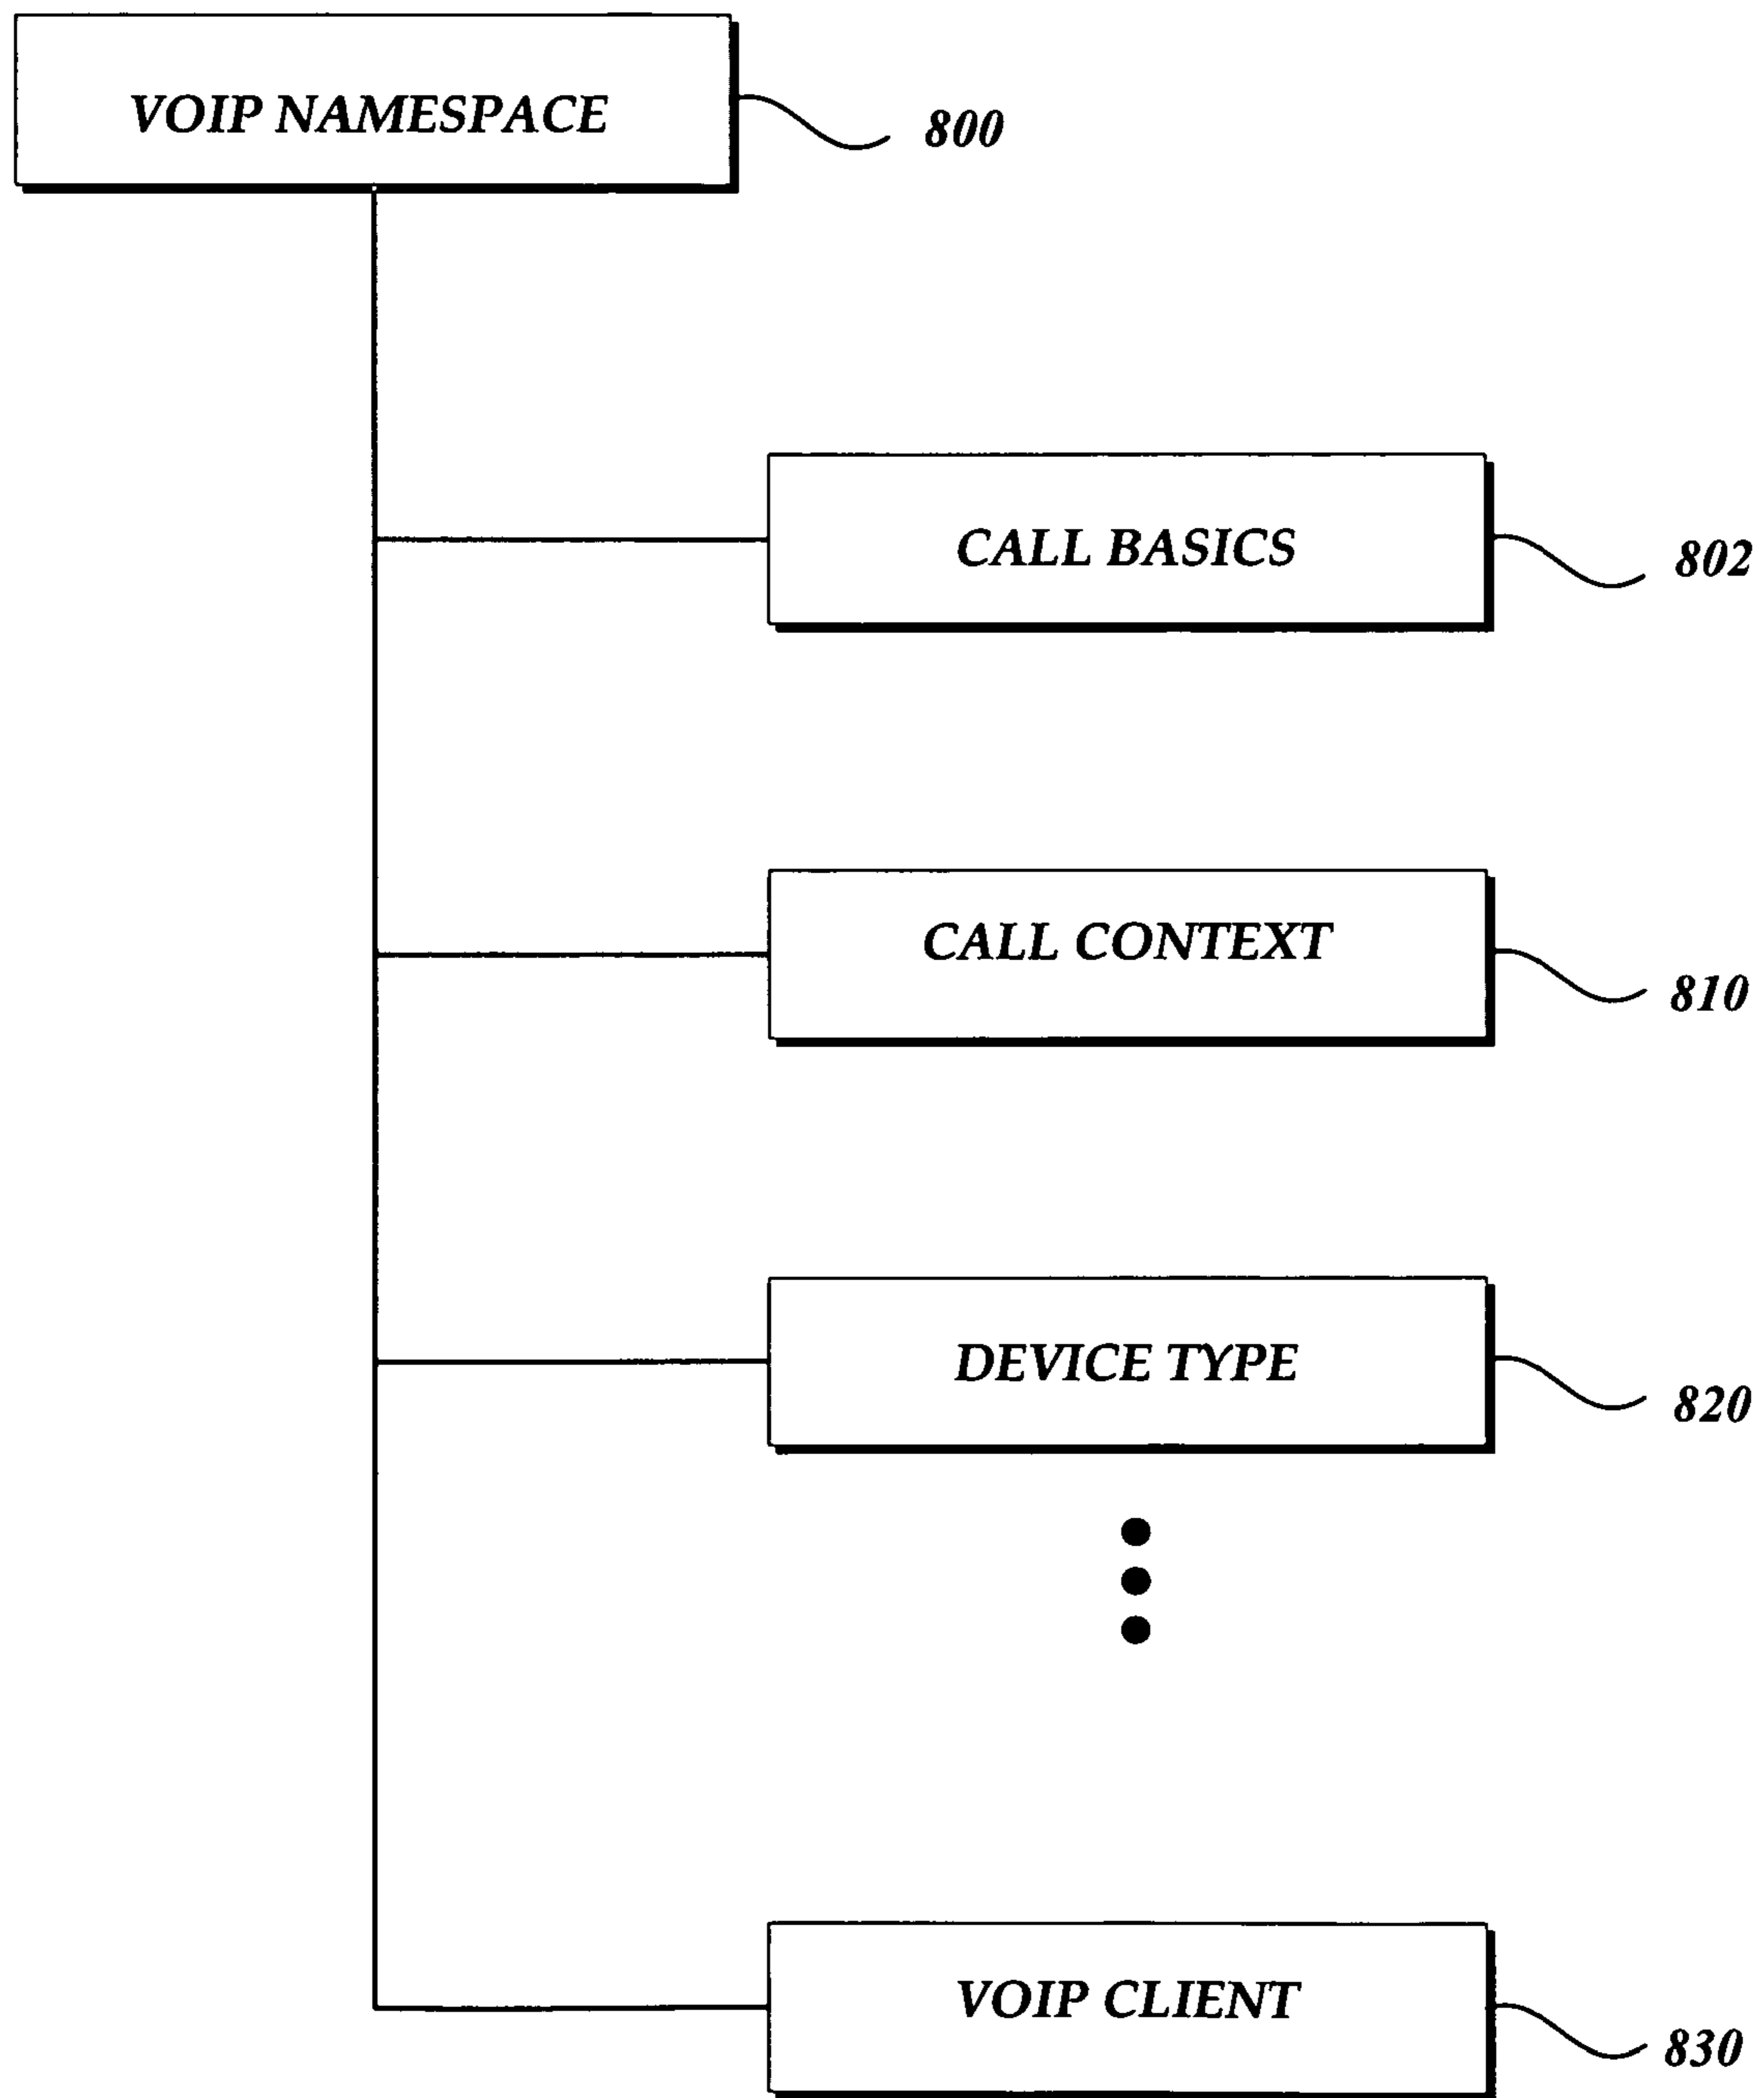 VOIP NAMESPACE
800
CALL BASICS
802
CALL CONTEXT
810
DEVICE TYPE
820
VOIP CLIENT
830